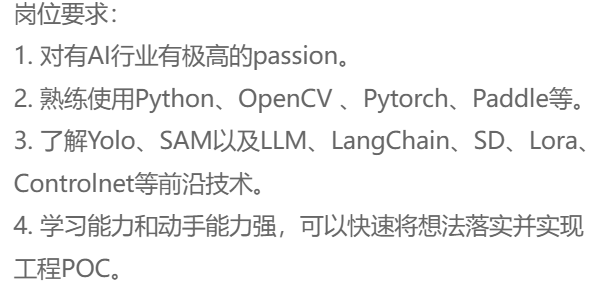 岗位要求：
1. 对有AI行业有极高的passion。
2. 熟练使用Python、OpenCV 、Pytorch、Paddle等。
3. 了解Yolo、SAM以及LLM、LangChain、SD、Lora、
Controlnet等前沿技术。
4. 学习能力和动手能力强，可以快速将想法落实并实现
工程POC。